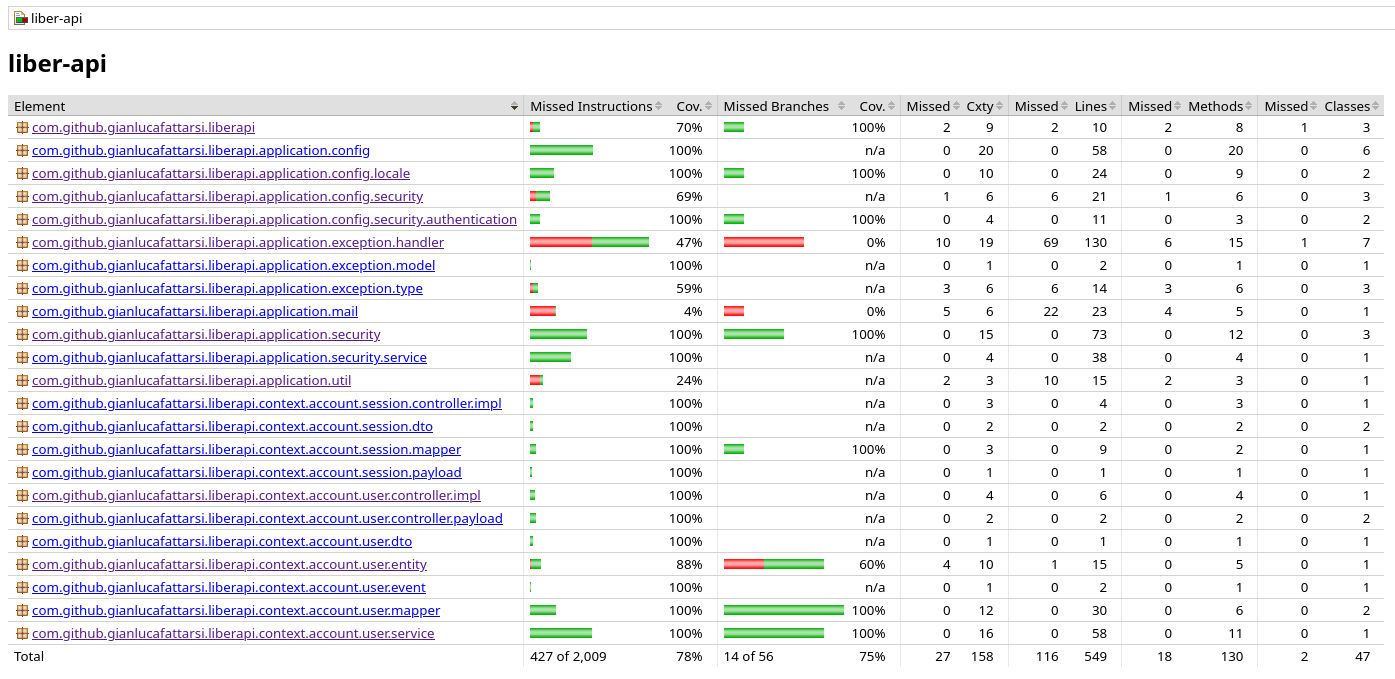 liber-api
liber-api
Element Missed Instructions Cov. Missed Branches Cov. Missed Cxty Missed Lines Missed Methods Missed Classes
com.github.gianlucafattarsi.liberapi 70% 100% 2 9 2 10 2 8 1 3
com.github.gianlucafattarsi.liberapi.application.config 100% n/a 0 20 0 58 0 20 0 6
com.github.gianlucafattarsi.liberapi.application.config.locale 100% 100% 0 10 0 24 0 9 0 2
com.github.gianlucafattarsi.liberapi.application.config.security 69% n/a 1 6 6 21 1 6 0 3
com.github.gianlucafattarsi.liberapi.application.config.security.authentication 100% 100% 0 4 0 11 0 3 0 2
com.github.gianlucafattarsi.liberapi.application.exception.handler 47% 0% 10 19 69 130 6 15 1 7
com.github.gianlucafattarsi.liberapi.application.exception.model 100% n/a 0 1 0 2 0 1 0 1
com.github.gianlucafattarsi.liberapi.application.exception.type 59% n/a 3 6 6 14 3 6 0 3
com.github.gianlucafattarsi.liberapi.application.mail 4% 0% 5 6 22 23 4 5 0 1
com.github.gianlucafattarsi.liberapi.application.security 100% 100% 0 15 0 73 0 12 0 3
com.github.gianlucafattarsi.liberapi.application.security.service 100% n/a 0 4 0 38 0 4 0 1
com.github.gianlucafattarsi.liberapi.application.util 24% n/a 2 3 10 15 2 3 0 1
com.github.gianlucafattarsi.liberapi.context.account.session.controller.impl 100% n/a 0 3 0 4 0 3 0 1
com.github.gianlucafattarsi.liberapi.context.account.session.dto 100% n/a 0 2 0 2 0 2 0 2
com.github.gianlucafattarsi.liberapi.context.account.session.mapper 100% 100% 0 3 0 9 0 2 0 1
com.github.gianlucafattarsi.liberapi.context.account.session.payload 100% n/a 0 1 0 1 0 1 0 1
com.github.gianlucafattarsi.liberapi.context.account.user.controller.impl 100% n/a 0 4 0 6 0 4 0 1
com.github.gianlucafattarsi.liberapi.context.account.user.controller.payload 100% n/a 0 2 0 2 0 2 0 2
com.github.gianlucafattarsi.liberapi.context.account.user.dto 100% n/a 0 1 0 1 0 1 0 1
com.github.gianlucafattarsi.liberapi.context.account.user.entity 88% 60% 4 10 1 15 0 5 0 1
com.github.gianlucafattarsi.liberapi.context.account.user.event 100% n/a 0 1 0 2 0 1 0 1
com.github.gianlucafattarsi.liberapi.context.account.user.mapper 100% 100% 0 12 0 30 0 6 0 2
com.github.gianlucafattarsi.liberapi.context.account.user.service 100% 100% 0 16 0 58 0 11 0 1
Total 427 of 2,009 78% 14 of 56 75% 27 158 116 549 18 130 2 47